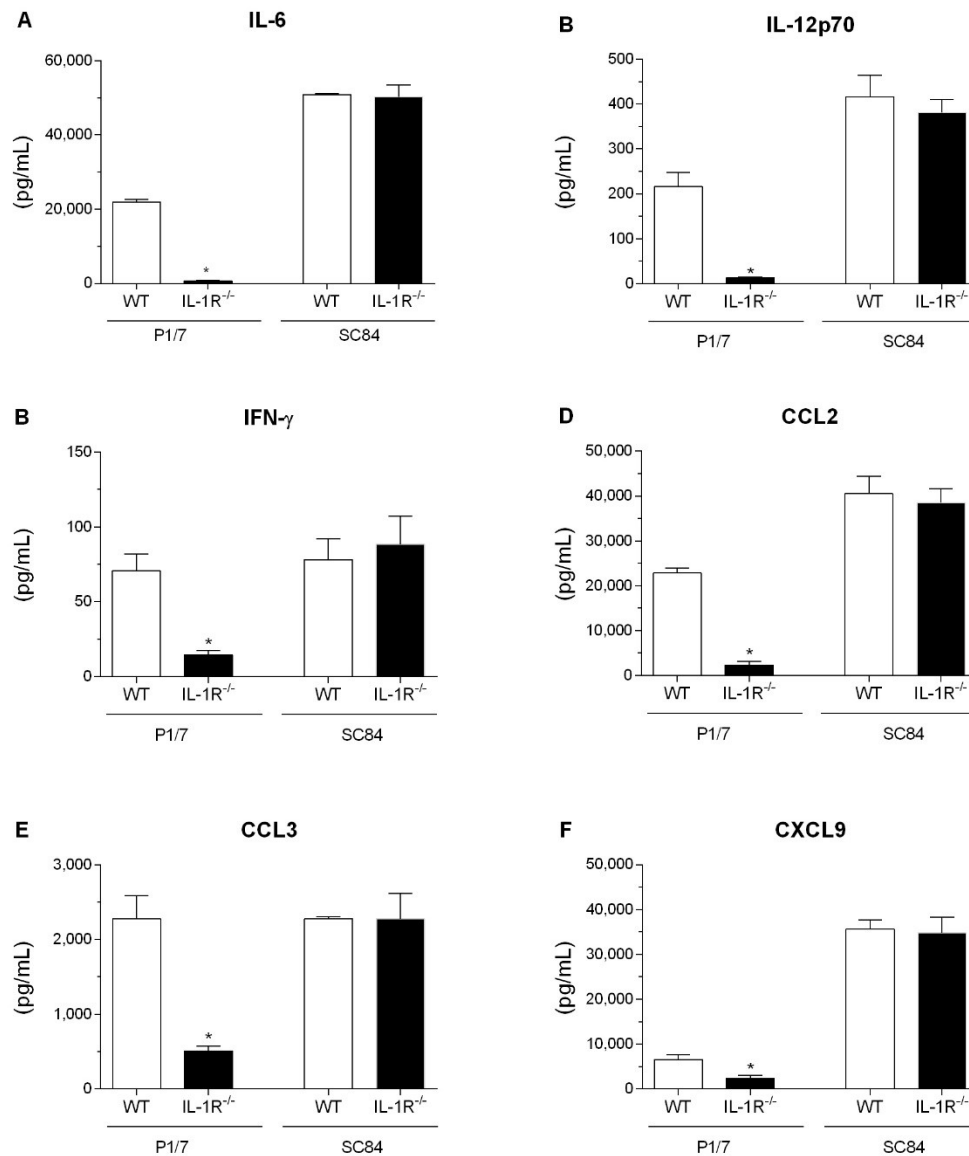 A IL-6
60,000
40,000
20,000
0
(pg/mL)
WT IL-1R⁻/⁻ WT IL-1R⁻/⁻
P1/7 SC84
B IL-12p70
500
400
300
200
100
0
(pg/mL)
*
WT IL-1R⁻/⁻ WT IL-1R⁻/⁻
P1/7 SC84
B IFN-γ
150
100
50
0
(pg/mL)
*
WT IL-1R⁻/⁻ WT IL-1R⁻/⁻
P1/7 SC84
D CCL2
50,000
40,000
30,000
20,000
10,000
0
(pg/mL)
*
WT IL-1R⁻/⁻ WT IL-1R⁻/⁻
P1/7 SC84
E CCL3
3,000
2,000
1,000
0
(pg/mL)
*
WT IL-1R⁻/⁻ WT IL-1R⁻/⁻
P1/7 SC84
F CXCL9
50,000
40,000
30,000
20,000
10,000
0
(pg/mL)
*
WT IL-1R⁻/⁻ WT IL-1R⁻/⁻
P1/7 SC84